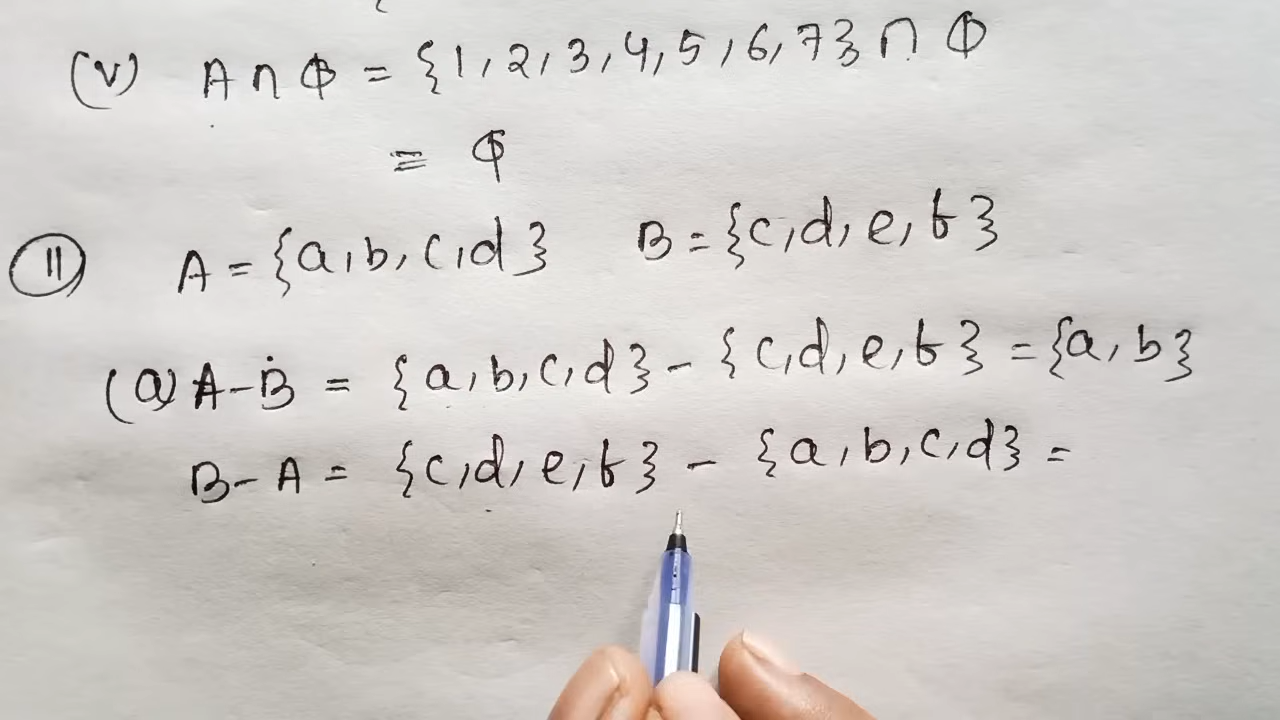 (v) A ∩ Φ = {1, 2, 3, 4, 5, 6, 7} ∩ Φ
= Φ
11 A = {a, b, c, d} B = {c, d, e, f}
(a) A - B = {a, b, c, d} - {c, d, e, f} = {a, b}
B - A = {c, d, e, f} - {a, b, c, d} =